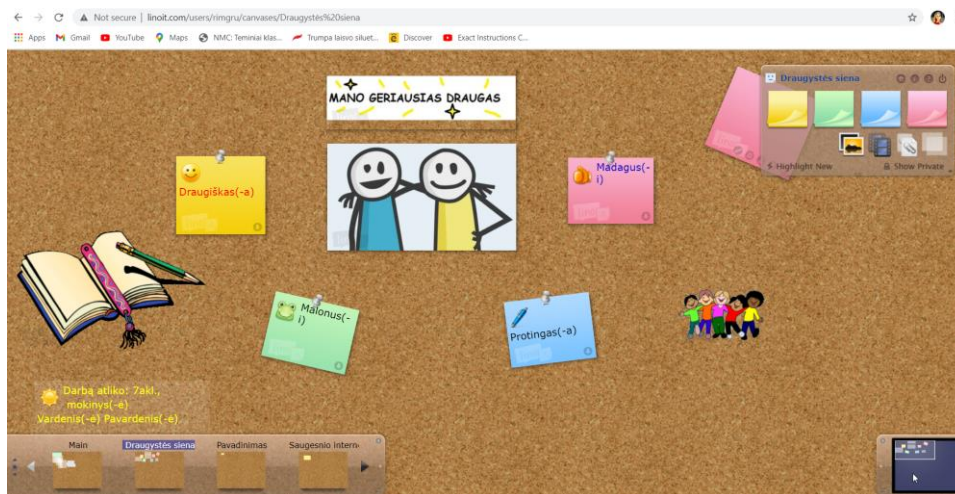 Not secure | linoit.com/users/rimgru/canvases/Draugystės%20siena
Apps Gmail YouTube Maps NMC: Teminiai klas... Trumpa laisvo siluet... Discover Exact Instructions C...
MANO GERIAUSIAS DRAUGAS
Draugystės siena
Highlight New Show Private
Draugiškas(-a)
Madagus(-
i)
Malonus(-
i)
Protingas(-a)
Darbą atliko: 7akl.,
mokinys(-ė)
Vardenis(-ė) Pavardenis(-ė)
Main Draugystės siena Pavadinimas Saugesnio intern